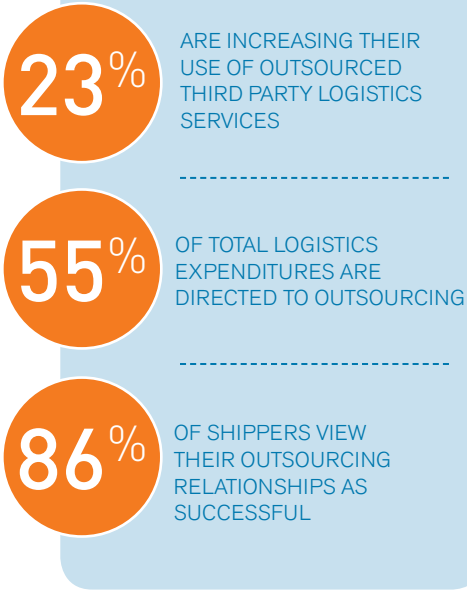 23%
ARE INCREASING THEIR
USE OF OUTSOURCED
THIRD PARTY LOGISTICS
SERVICES
55%
OF TOTAL LOGISTICS
EXPENDITURES ARE
DIRECTED TO OUTSOURCING
86%
OF SHIPPERS VIEW
THEIR OUTSOURCING
RELATIONSHIPS AS
SUCCESSFUL